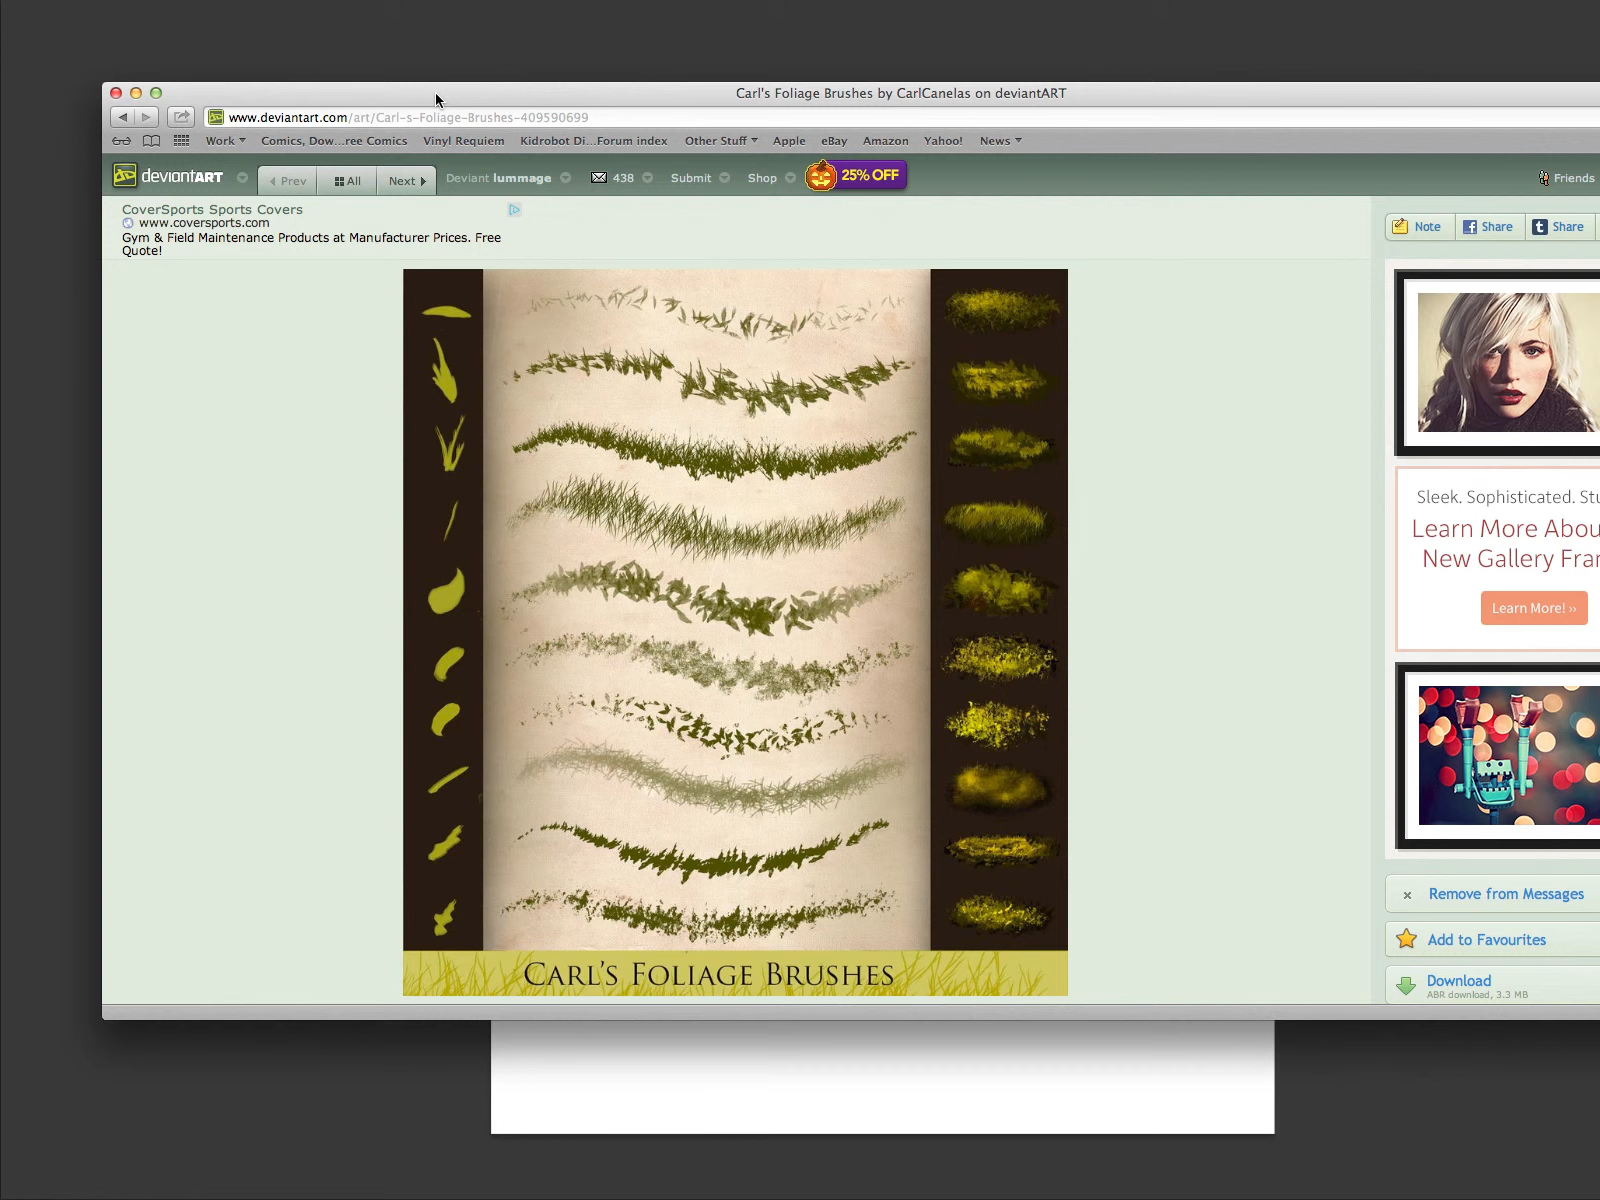 Carl's Foliage Brushes by CarlCanelas on deviantART
www.deviantart.com/art/Carl-s-Foliage-Brushes-409590699
Work Comics, Dow...ree Comics Vinyl Requiem Kidrobot Di...Forum index Other Stuff Apple eBay Amazon Yahoo! News
deviantART Prev All Next Deviant lummage 438 Submit Shop 25% OFF Friends
CoverSports Sports Covers
www.coversports.com
Gym & Field Maintenance Products at Manufacturer Prices. Free
Quote!
Note Share Share
Sleek. Sophisticated.
Learn More
New Gallery
Learn More! ››
Remove from Messages
Add to Favourites
Download
ABR download, 3.3 MB
Carl's Foliage Brushes